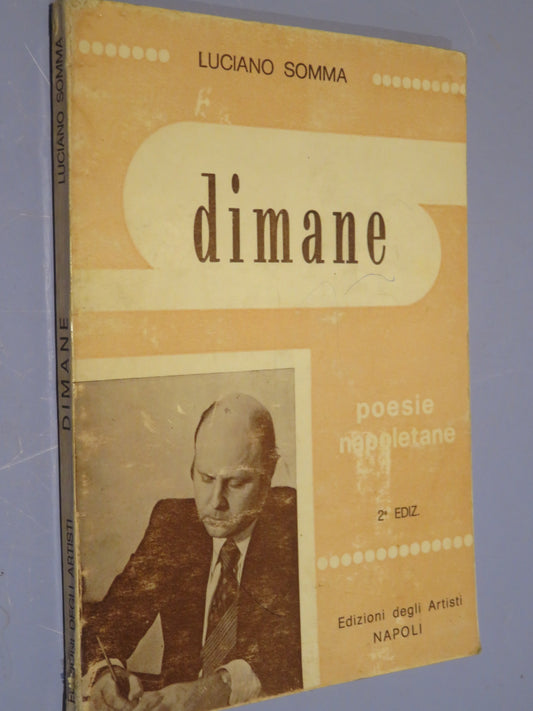 LUCIANO SOMMA
dimane
poesie
napoletane
2ª EDIZ.
Edizioni degli Artisti
NAPOLI
LUCIANO SOMMA
DIMANE
EDIZIONI DEGLI ARTISTI